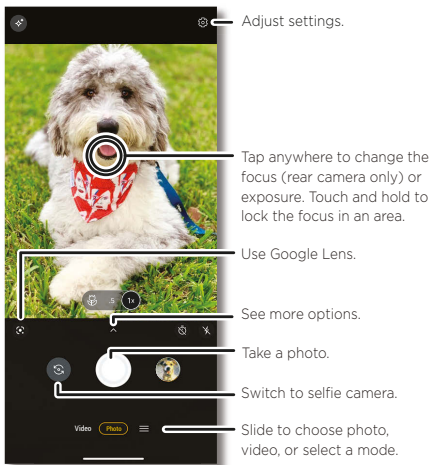 Adjust settings.
Tap anywhere to change the
focus (rear camera only) or
exposure. Touch and hold to
lock the focus in an area.
Use Google Lens.
.5 1x
See more options.
Take a photo.
Switch to selfie camera.
Video Photo
Slide to choose photo,
video, or select a mode.